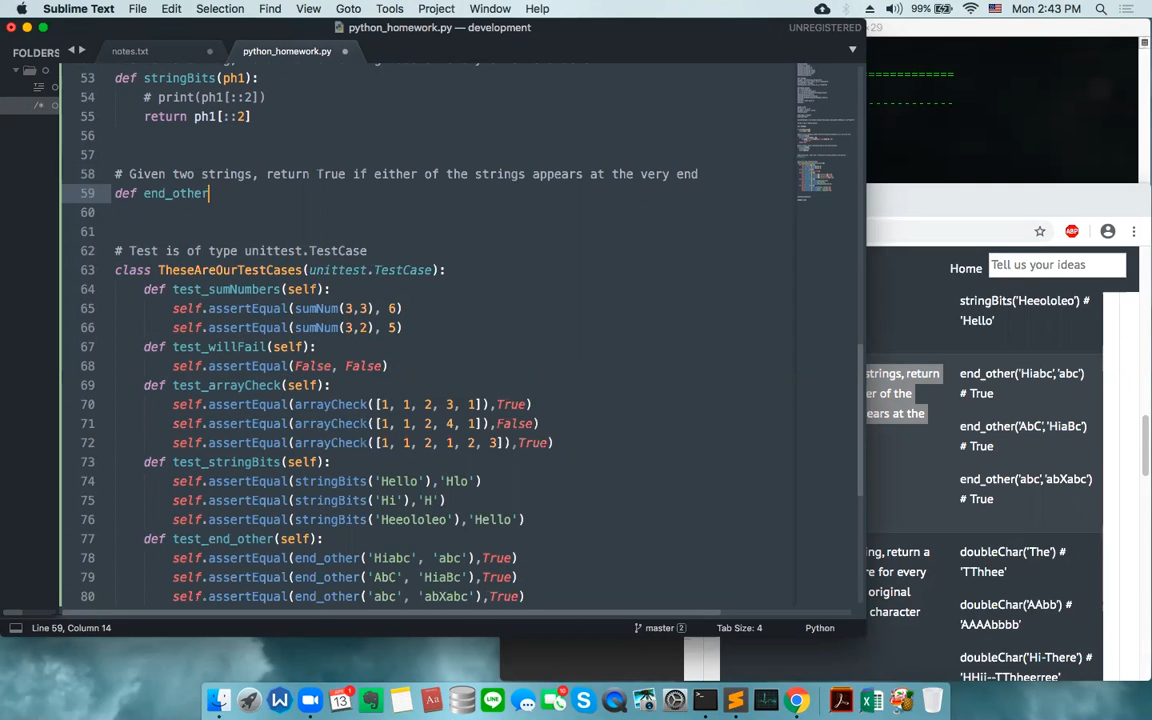 Sublime Text File Edit Selection Find View Goto Tools Project Window Help 99% Mon 2:43 PM
python_homework.py — development UNREGISTERED
FOLDERS notes.txt python_homework.py
53 def stringBits(ph1):
54 # print(ph1[::2])
55 return ph1[::2]
56
57
58 # Given two strings, return True if either of the strings appears at the very end
59 def end_other
60
61
62 # Test is of type unittest.TestCase
63 class TheseAreOurTestCases(unittest.TestCase):
64 def test_sumNumbers(self):
65 self.assertEqual(sumNum(3,3), 6)
66 self.assertEqual(sumNum(3,2), 5)
67 def test_willFail(self):
68 self.assertEqual(False, False)
69 def test_arrayCheck(self):
70 self.assertEqual(arrayCheck([1, 1, 2, 3, 1]),True)
71 self.assertEqual(arrayCheck([1, 1, 2, 4, 1]),False)
72 self.assertEqual(arrayCheck([1, 1, 2, 1, 2, 3]),True)
73 def test_stringBits(self):
74 self.assertEqual(stringBits('Hello'),'Hlo')
75 self.assertEqual(stringBits('Hi'),'H')
76 self.assertEqual(stringBits('Heeololeo'),'Hello')
77 def test_end_other(self):
78 self.assertEqual(end_other('Hiabc', 'abc'),True)
79 self.assertEqual(end_other('AbC', 'HiaBc'),True)
80 self.assertEqual(end_other('abc', 'abXabc'),True)
Line 59, Column 14 master 2 Tab Size: 4 Python
29
ABP
Home Tell us your ideas
stringBits('Heeololeo') #
'Hello'
strings, return
er of the
ears at the
end_other('Hiabc', 'abc')
# True
end_other('AbC', 'HiaBc')
# True
end_other('abc', 'abXabc')
# True
ing, return a
re for every
original
character
doubleChar('The') #
'TThhee'
doubleChar('AAbb') #
'AAAAbbbb'
doubleChar('Hi-There') #
'HHii--TThheerree'